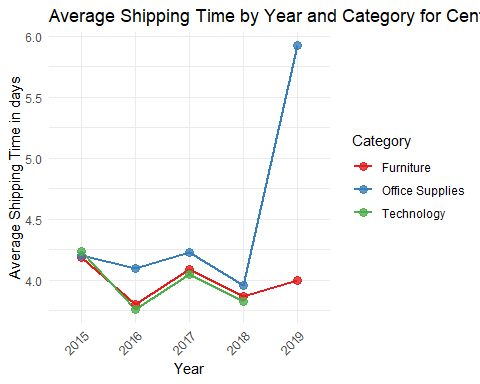 Average Shipping Time by Year and Category for Cen
Average Shipping Time in days
6.0
5.5
5.0
4.5
4.0
2015
2016
2017
2018
2019
Year
Category
Furniture
Office Supplies
Technology